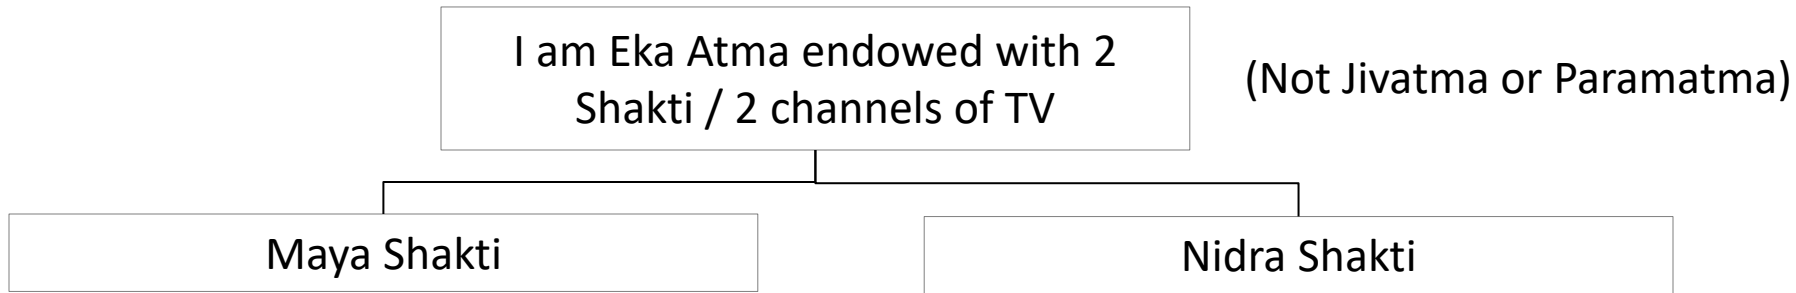 I am Eka Atma endowed with 2
Shakti / 2 channels of TV
(Not Jivatma or Paramatma)
Maya Shakti
Nidra Shakti